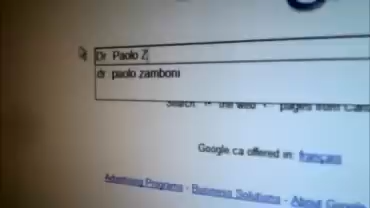 Dr Paolo Z
dr paolo zamboni
Search the web pages from Can
Google.ca offered in: français
Advertising Programs - Business Solutions - About Google